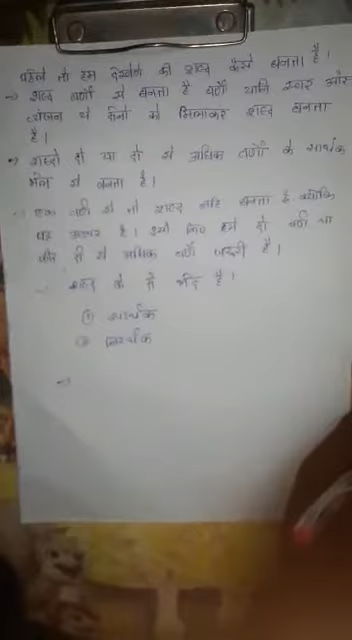 पहिले तो हम देखेंगे की शब्द कैसे बनता है।
→ शब्द वर्णों से बनता है वर्णों यानि स्वर और
व्यंजन ये दोनों को मिलाकर शब्द बनता
है।
→ शब्दो दो या दो से अधिक वर्णों के सार्थक
मेल से बनता है।
→ एक वर्ण से तो शब्द नहि बनता है क्योंकि
वह अक्षर है। इसी लिए हमे दो वर्ण या
दो से अधिक वर्ण जरूरी है।
→ शब्द के दो भेद है।
① सार्थक
② निरर्थक
→